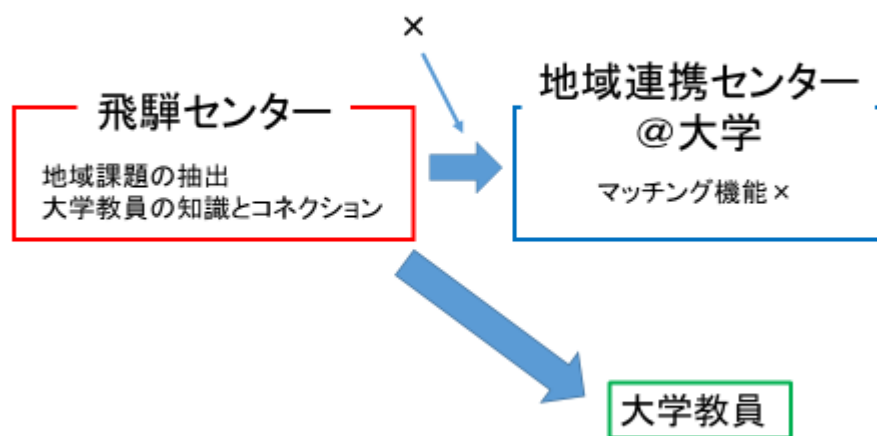 ×
飛騨センター
地域課題の抽出
大学教員の知識とコネクション
地域連携センター
@大学
マッチング機能×
大学教員